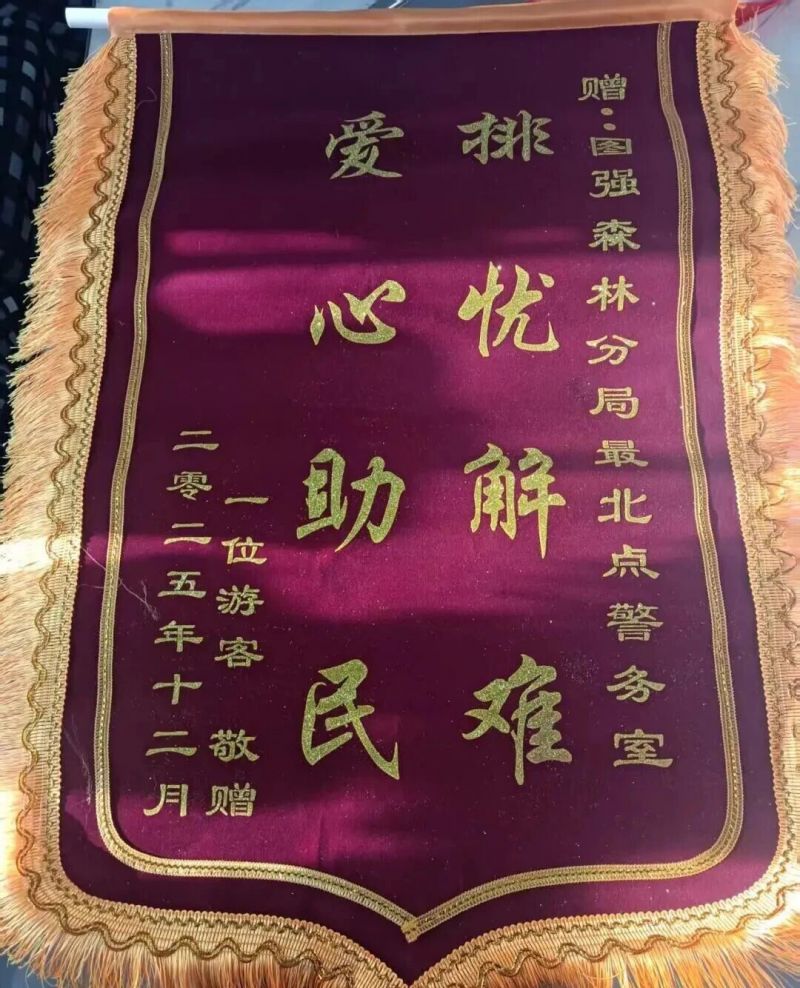 赠：图强森林分局最北点警务室
排忧解难
爱心助民
一位游客 敬赠
二零二五年十二月